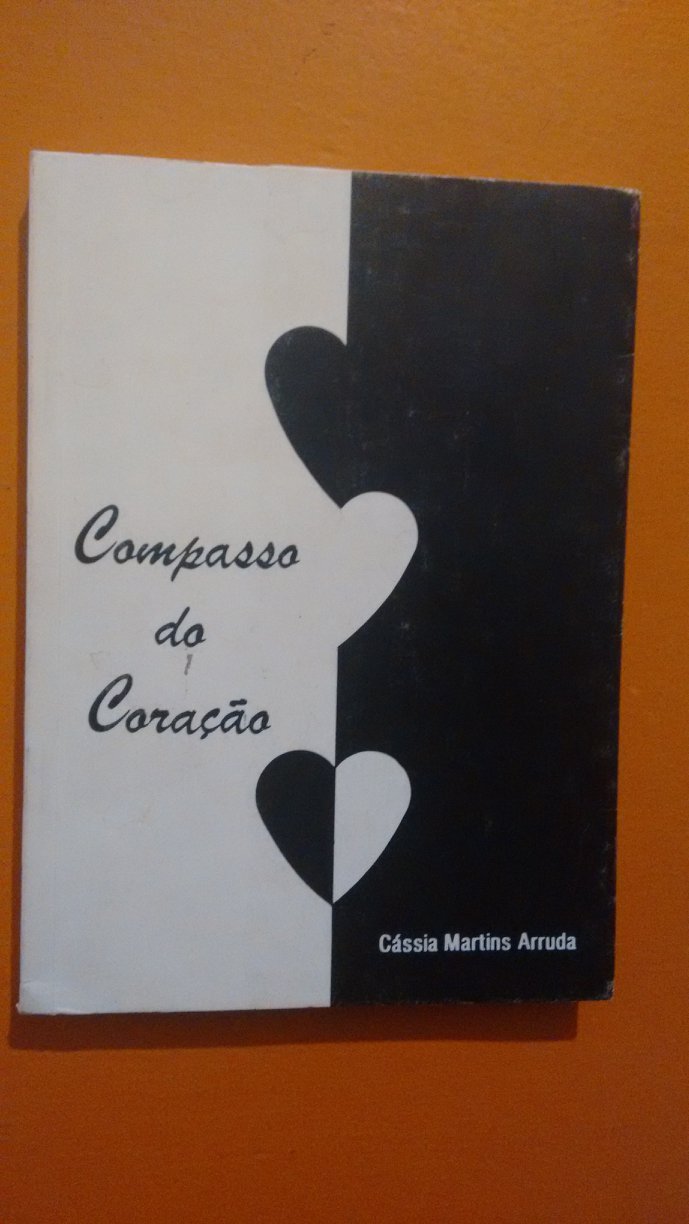 Compasso
do
Coração
Cássia Martins Arruda